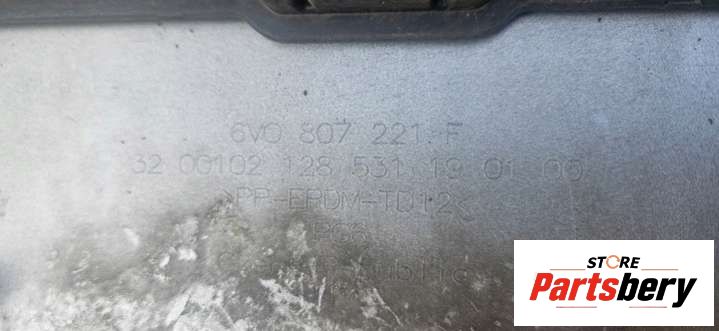 6V0 807 221 F
32 00102 128 531 19 01 00
>PP-EPDM-TD12<
STORE
Partsbery